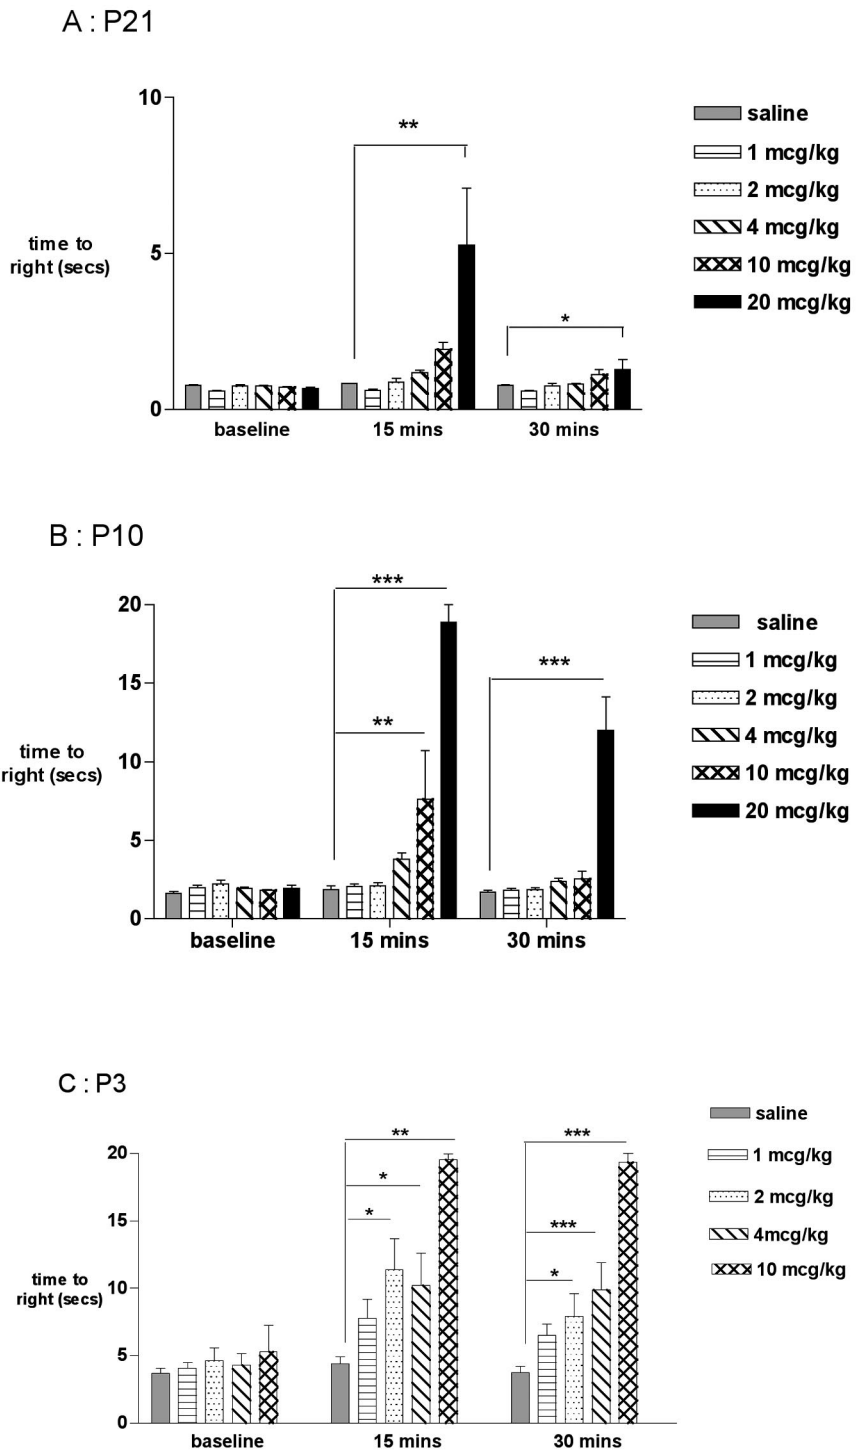 A : P21
10
5
0
time to
right (secs)
**
*
baseline
15 mins
30 mins
saline
1 mcg/kg
2 mcg/kg
4 mcg/kg
10 mcg/kg
20 mcg/kg
B : P10
20
15
10
5
0
time to
right (secs)
***
**
***
baseline
15 mins
30 mins
saline
1 mcg/kg
2 mcg/kg
4 mcg/kg
10 mcg/kg
20 mcg/kg
C : P3
20
15
10
5
0
time to
right (secs)
**
*
*
***
***
*
baseline
15 mins
30 mins
saline
1 mcg/kg
2 mcg/kg
4mcg/kg
10 mcg/kg